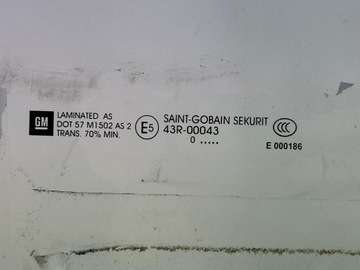 GM
LAMINATED AS
DOT 57 M1502 AS 2
TRANS. 70% MIN.
E5
SAINT-GOBAIN SEKURIT
43R-00043
0 .....
CCC
E 000186